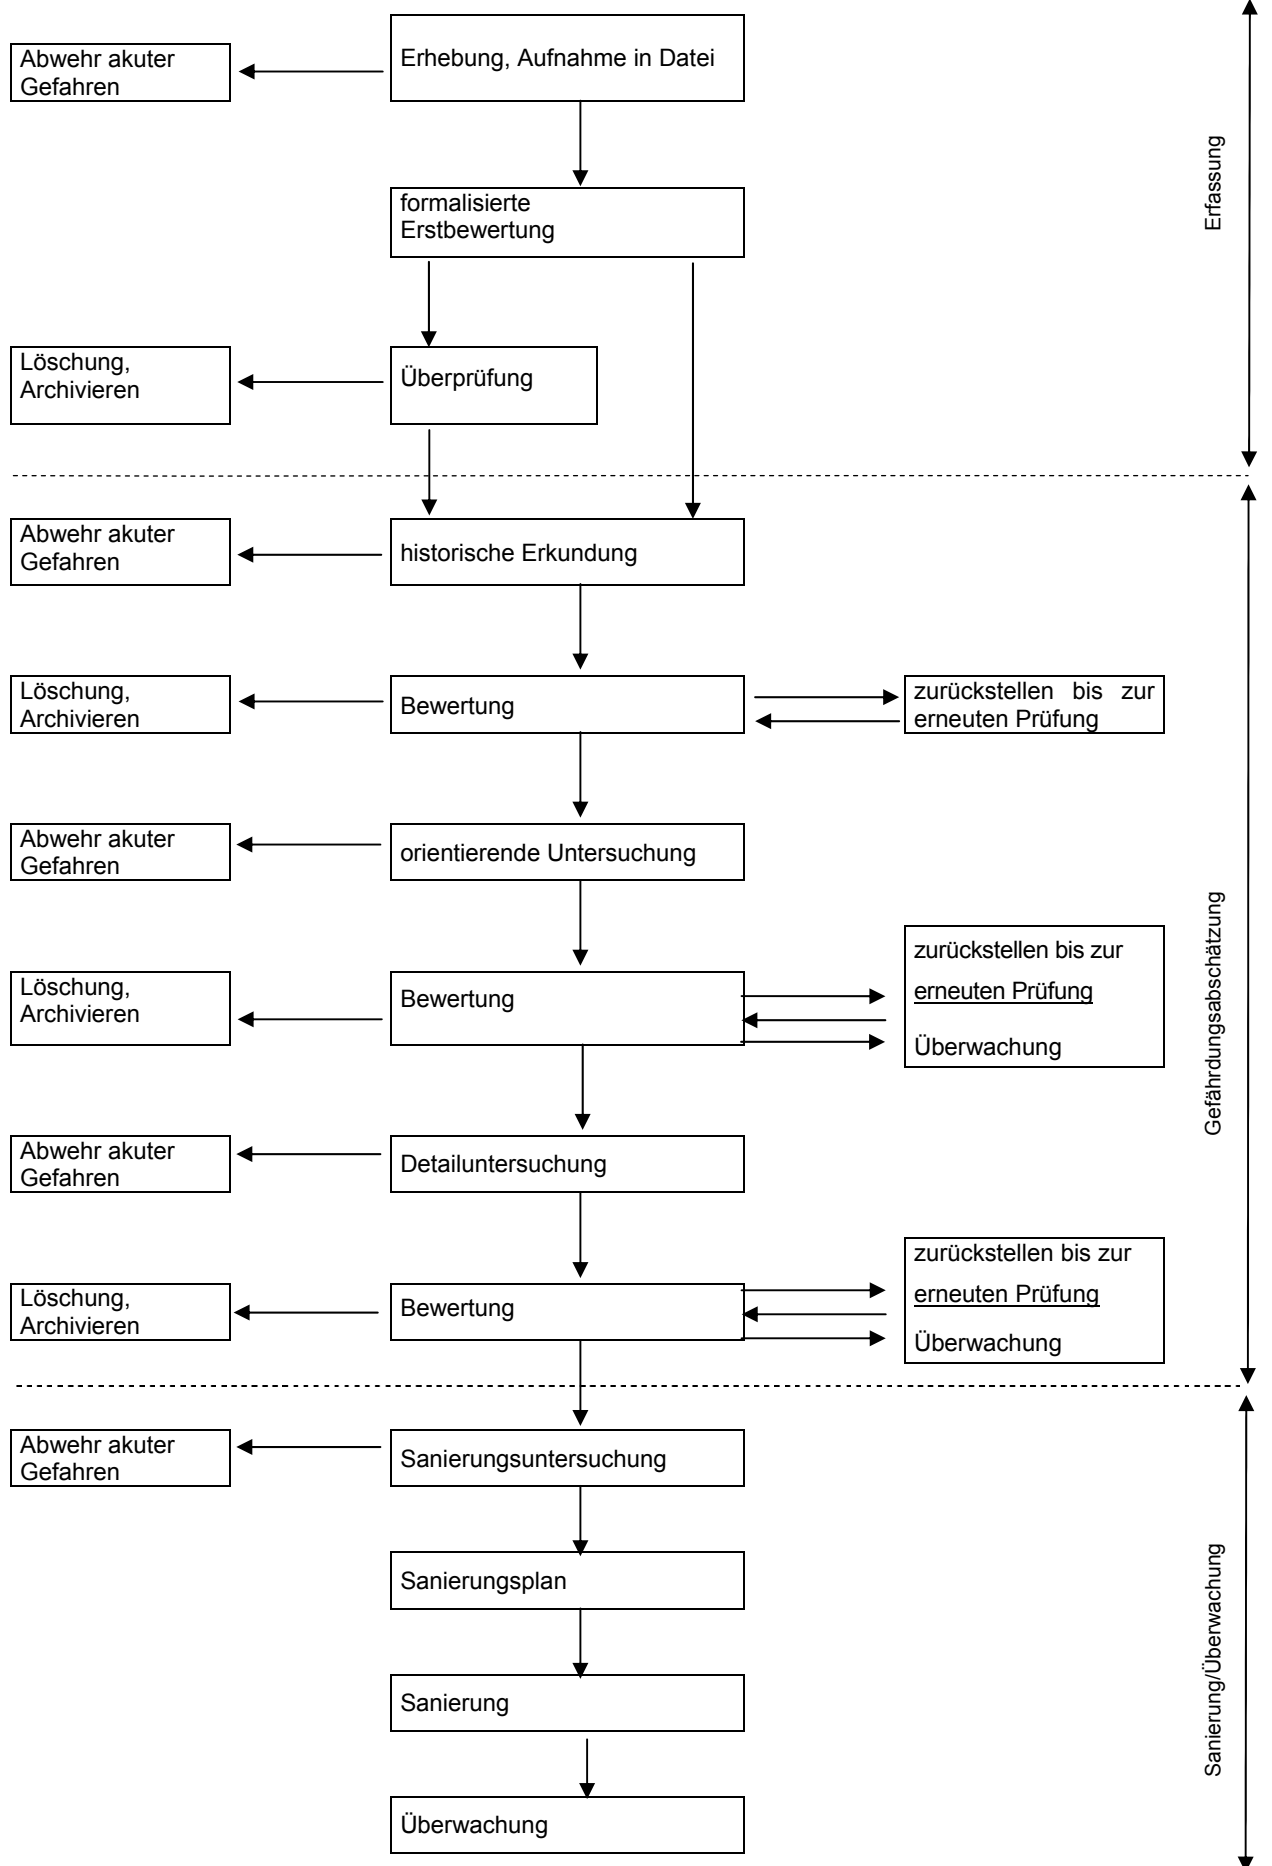 Abwehr akuter
Gefahren
Erhebung, Aufnahme in Datei
formalisierte
Erstbewertung
Erfassung
Löschung,
Archivieren
Überprüfung
Abwehr akuter
Gefahren
historische Erkundung
Löschung,
Archivieren
Bewertung
zurückstellen bis zur
erneuten Prüfung
Abwehr akuter
Gefahren
orientierende Untersuchung
Gefährdungsabschätzung
Löschung,
Archivieren
Bewertung
zurückstellen bis zur
erneuten Prüfung
Überwachung
Abwehr akuter
Gefahren
Detailuntersuchung
Löschung,
Archivieren
Bewertung
zurückstellen bis zur
erneuten Prüfung
Überwachung
Abwehr akuter
Gefahren
Sanierungsuntersuchung
Sanierungsplan
Sanierung/Überwachung
Sanierung
Überwachung